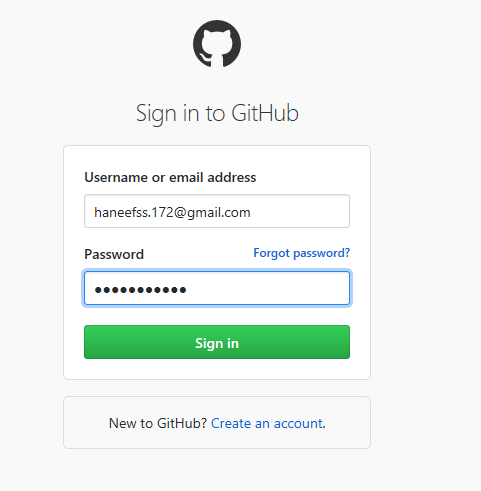 Sign in to GitHub
Username or email address
haneefss.172@gmail.com
Password Forgot password?
●●●●●●●●●●●
Sign in
New to GitHub? Create an account.